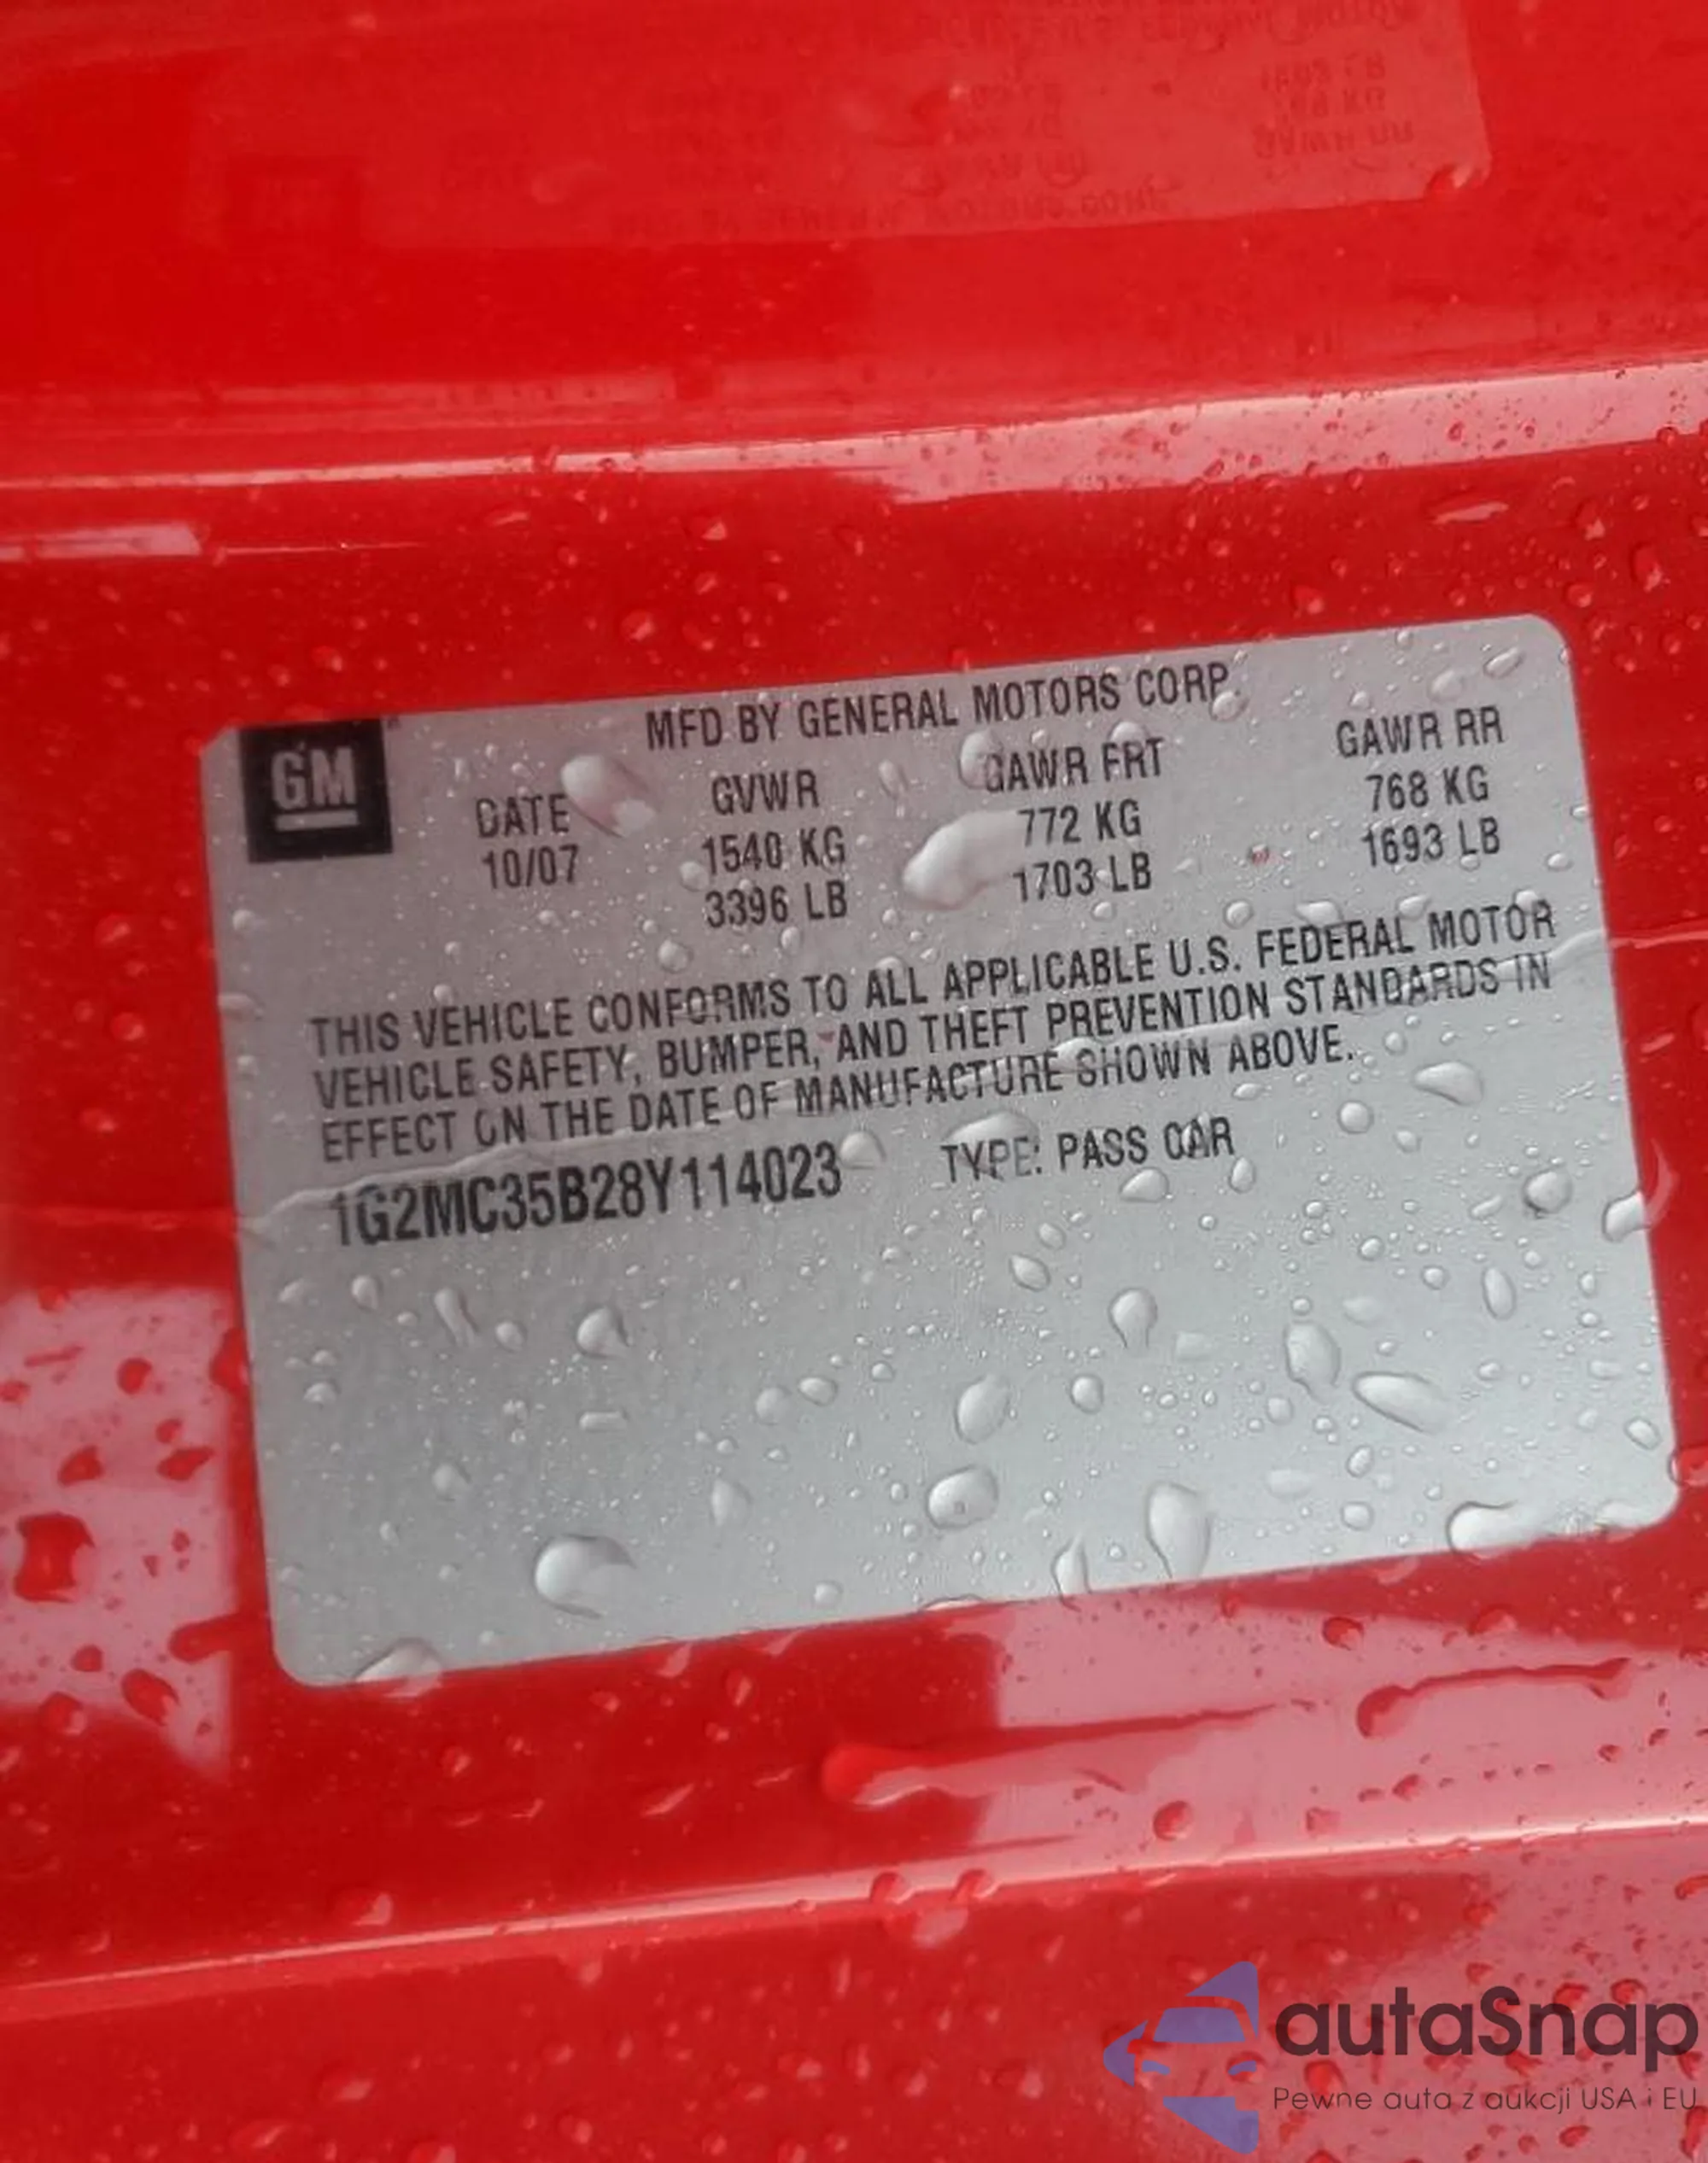 MFD BY GENERAL MOTORS CORP.
GM
DATE GVWR GAWR FRT GAWR RR
10/07 1540 KG 772 KG 768 KG
3396 LB 1703 LB 1693 LB
THIS VEHICLE CONFORMS TO ALL APPLICABLE U.S. FEDERAL MOTOR
VEHICLE SAFETY, BUMPER, AND THEFT PREVENTION STANDARDS IN
EFFECT ON THE DATE OF MANUFACTURE SHOWN ABOVE.
1G2MC35B28Y114023 TYPE: PASS CAR
autaSnap
Pewne auta z aukcji USA i EU